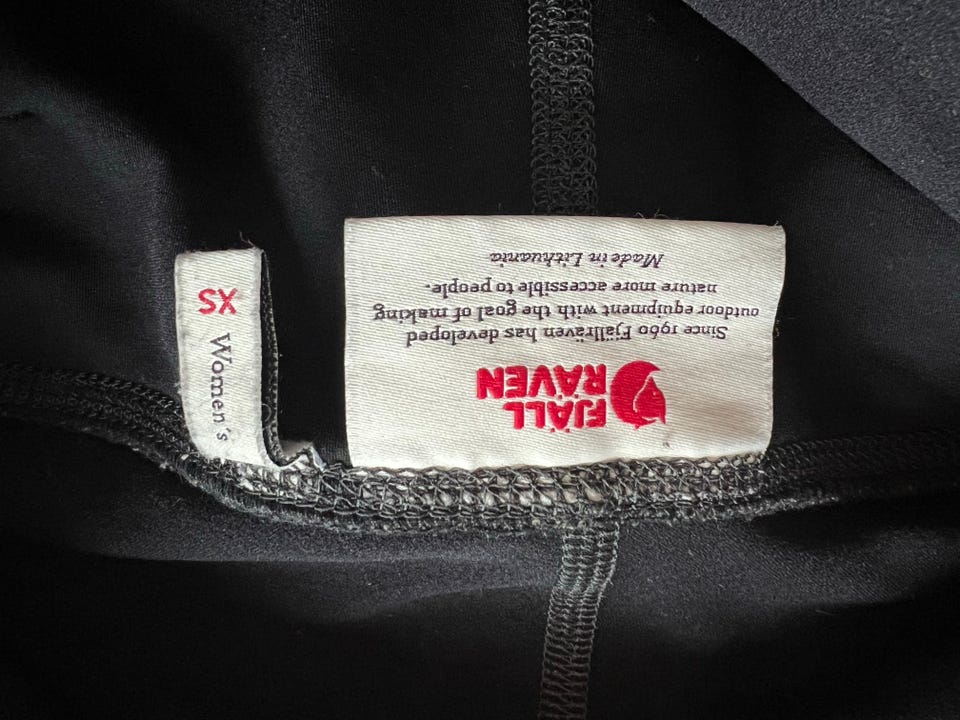 FJÄLL
RÄVEN
Since 1960 Fjällräven has developed
outdoor equipment with the goal of making
nature more accessible to people.
Made in Lithuania
XS Women's